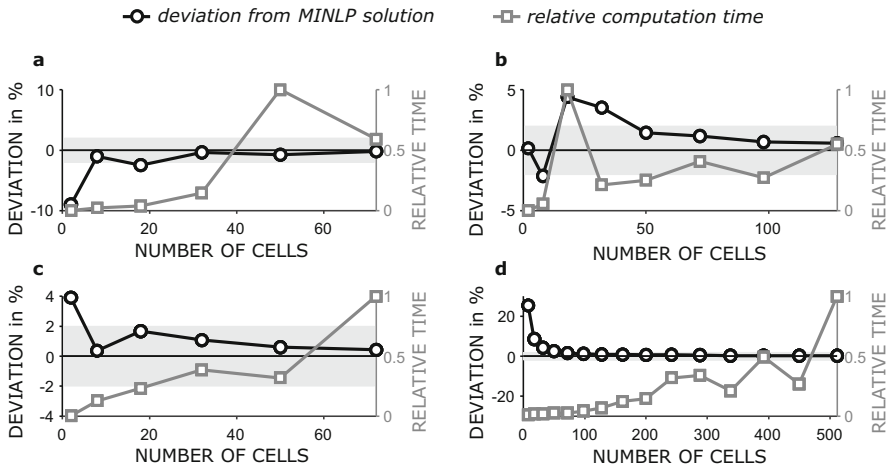 deviation from MINLP solution relative computation time
a
DEVIATION in %
10
0
-10
0 20 40 60
NUMBER OF CELLS
1
0.5
0
RELATIVE TIME
b
DEVIATION in %
5
0
-5
0 50 100
NUMBER OF CELLS
1
0.5
0
RELATIVE TIME
c
DEVIATION in %
4
2
0
-2
-4
0 20 40 60
NUMBER OF CELLS
1
0.5
0
RELATIVE TIME
d
DEVIATION in %
20
0
-20
0 100 200 300 400 500
NUMBER OF CELLS
1
0.5
0
RELATIVE TIME